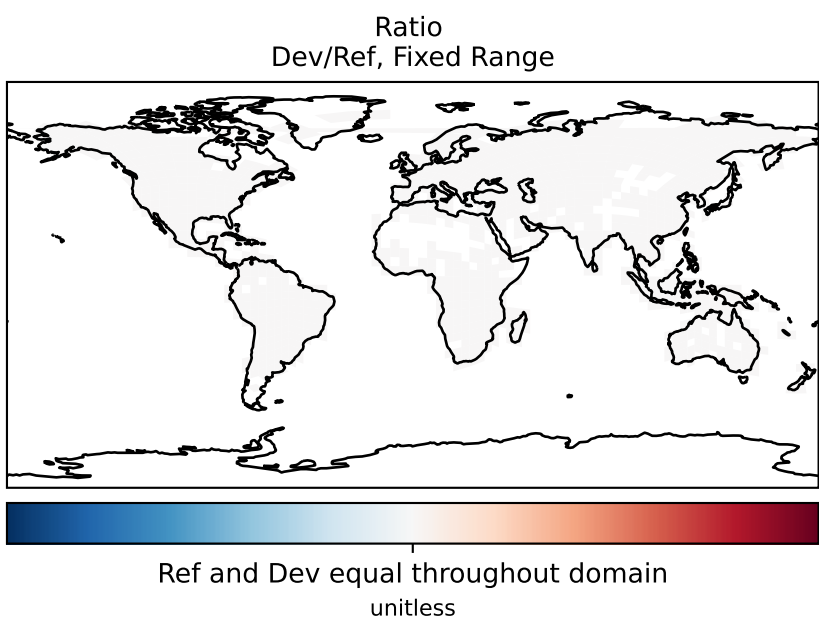 Ratio
Dev/Ref, Fixed Range
Ref and Dev equal throughout domain
unitless